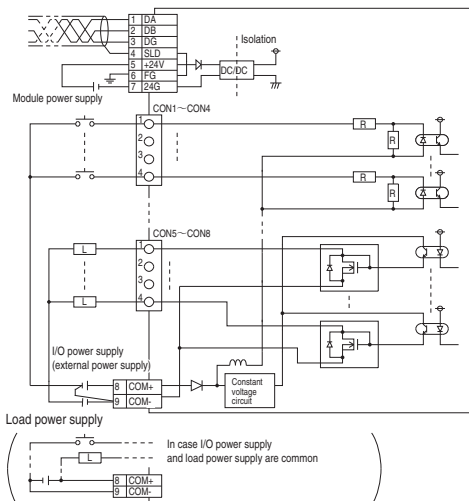 1 DA
2 DB
3 DG
4 SLD
5 +24V
6 FG
7 24G
Isolation
DC/DC
Module power supply
CON1～CON4
1
2
3
4
R
R
R
R
CON5～CON8
1
2
3
4
L
L
I/O power supply
(external power supply)
8 COM+
9 COM-
Constant
voltage
circuit
Load power supply
In case I/O power supply
and load power supply are common
L
8 COM+
9 COM-